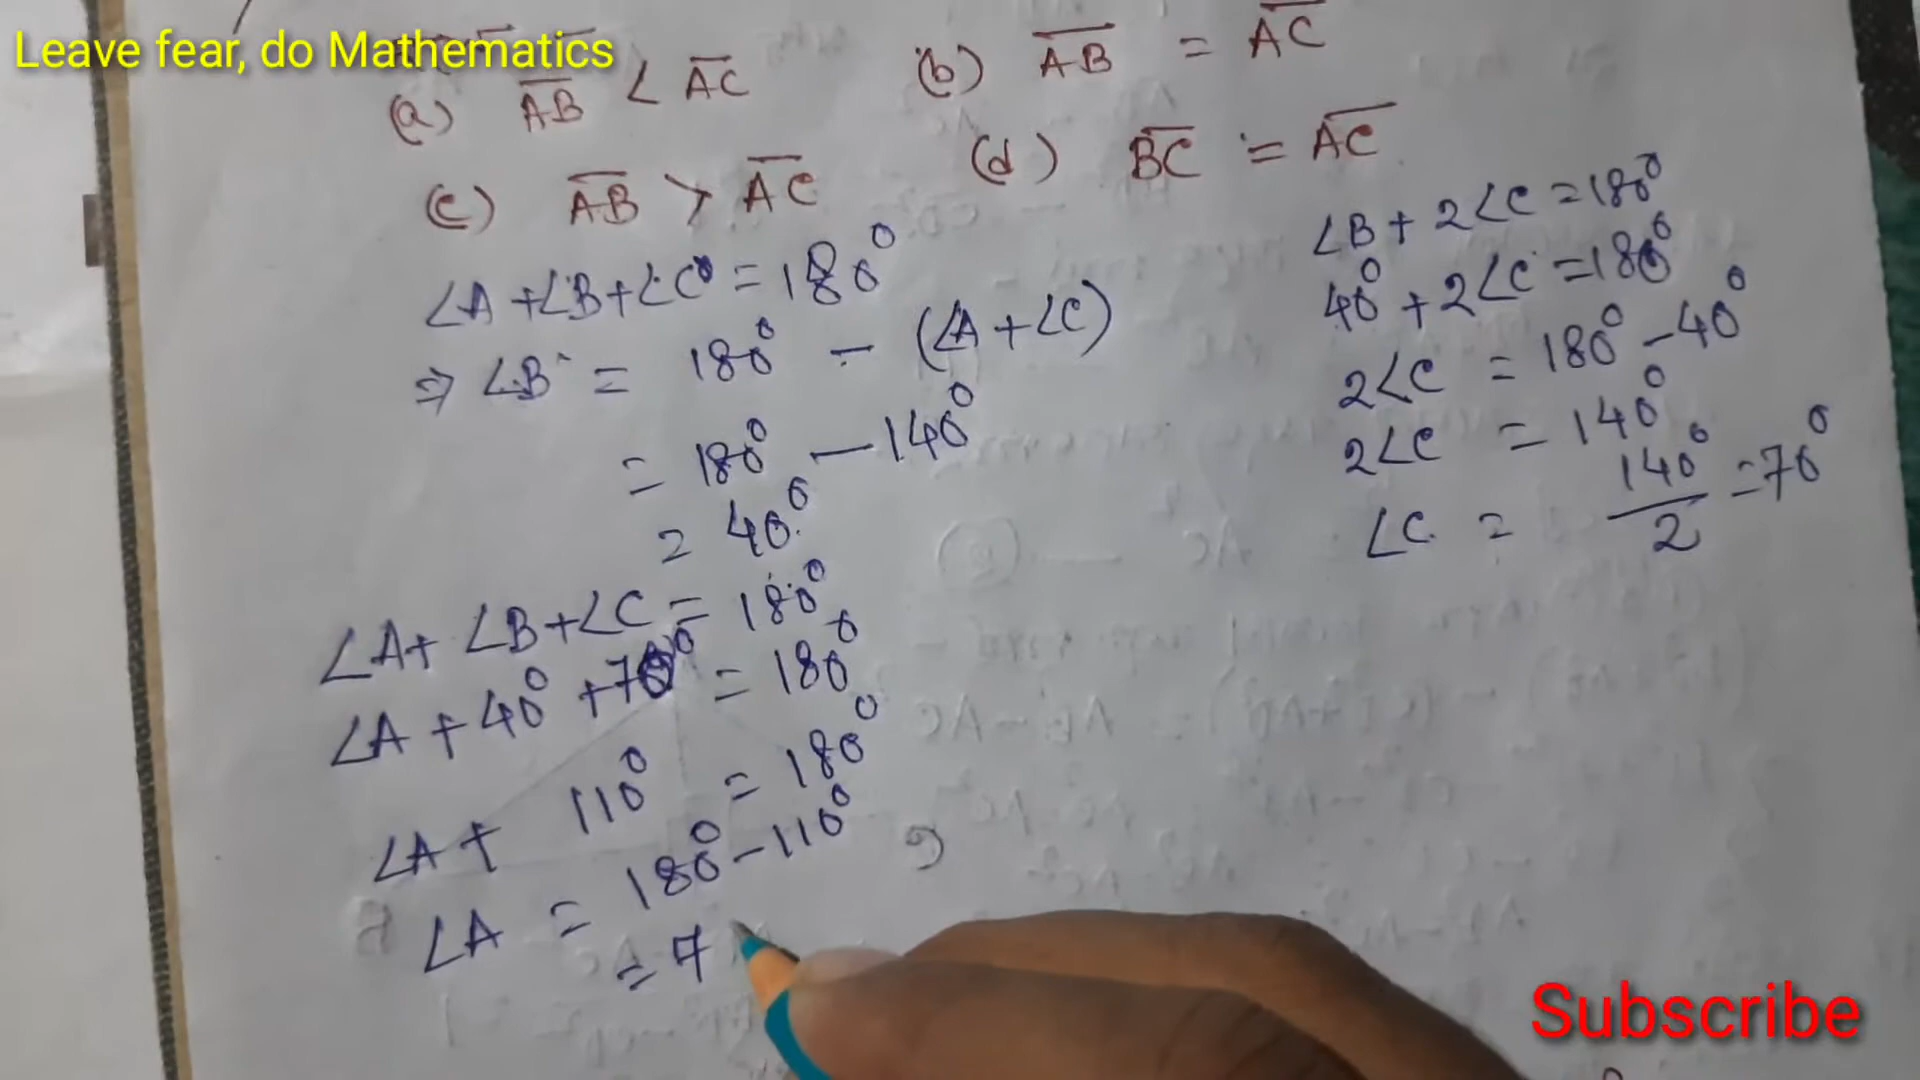 Leave fear, do Mathematics
(a) AB < AC (b) AB = AC
(c) AB > AC (d) BC = AC
∠A + ∠B + ∠C = 180°
⇒ ∠B = 180° - (∠A + ∠C)
= 180° - 140°
= 40°
∠A + ∠B + ∠C = 180°
∠A + 40° + 70° = 180°
∠A + 110° = 180°
∠A = 180° - 110°
= 7
∠B + 2∠C = 180°
40° + 2∠C = 180°
2∠C = 180° - 40°
2∠C = 140°
∠C = 140°/2 = 70°
Subscribe